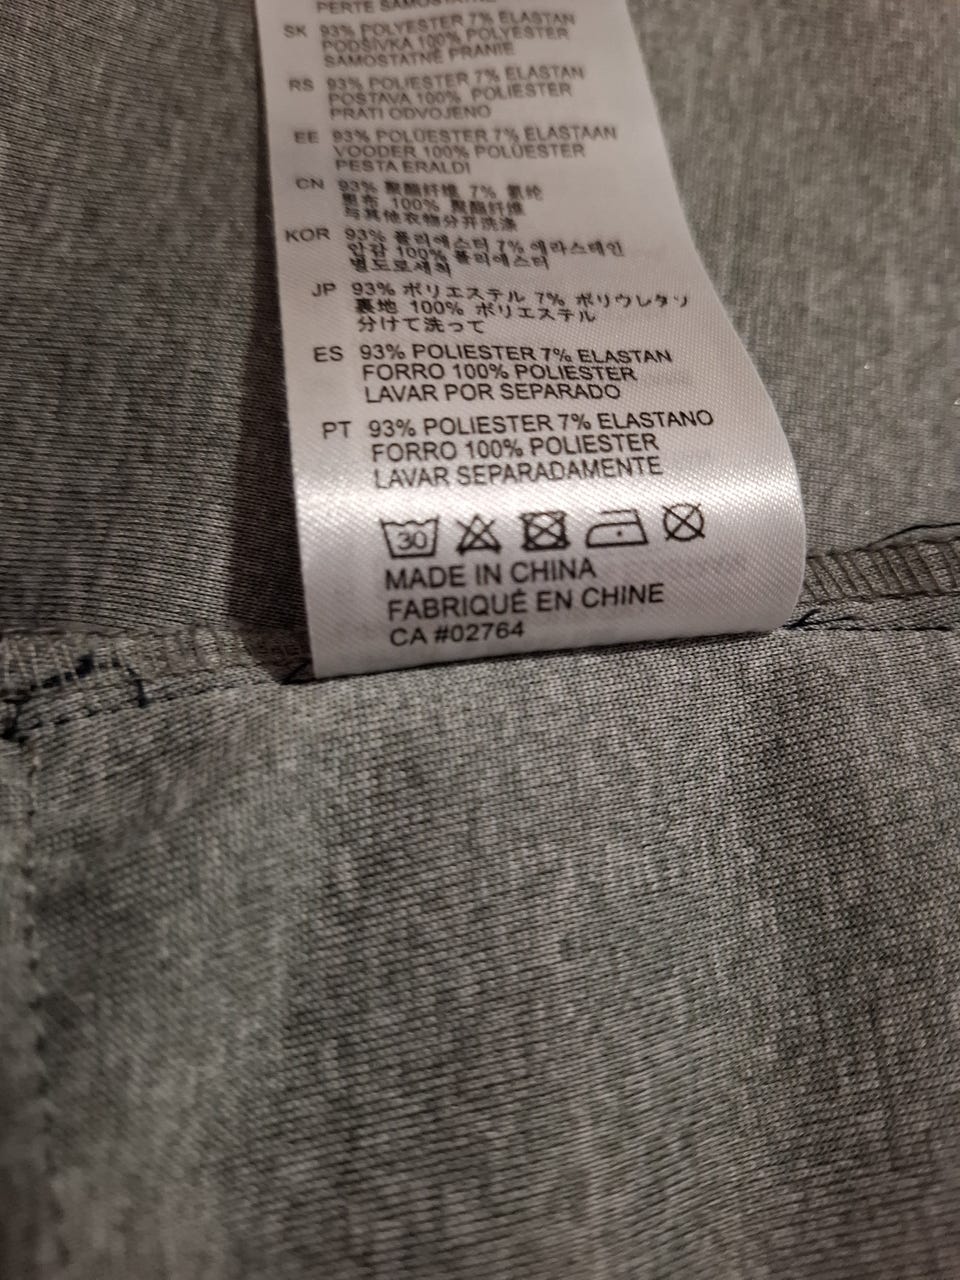 PERTE SAMOSTATNE
SK 93% POLYESTER 7% ELASTAN
PODŠÍVKA 100% POLYESTER
SAMOSTATNÉ PRANIE
RS 93% POLIESTER 7% ELASTAN
POSTAVA 100% POLIESTER
PRATI ODVOJENO
EE 93% POLÜESTER 7% ELASTAAN
VOODER 100% POLÜESTER
PESTA ERALDI
CN 93% 聚酯纤维 7% 氨纶
里布 100% 聚酯纤维
与其他衣物分开洗涤
KOR 93% 폴리에스터 7% 에라스테인
안감 100% 폴리에스터
별도로세척
JP 93% ポリエステル 7% ポリウレタン
裏地 100% ポリエステル
分けて洗って
ES 93% POLIESTER 7% ELASTAN
FORRO 100% POLIESTER
LAVAR POR SEPARADO
PT 93% POLIESTER 7% ELASTANO
FORRO 100% POLIESTER
LAVAR SEPARADAMENTE
30
MADE IN CHINA
FABRIQUÉ EN CHINE
CA #02764